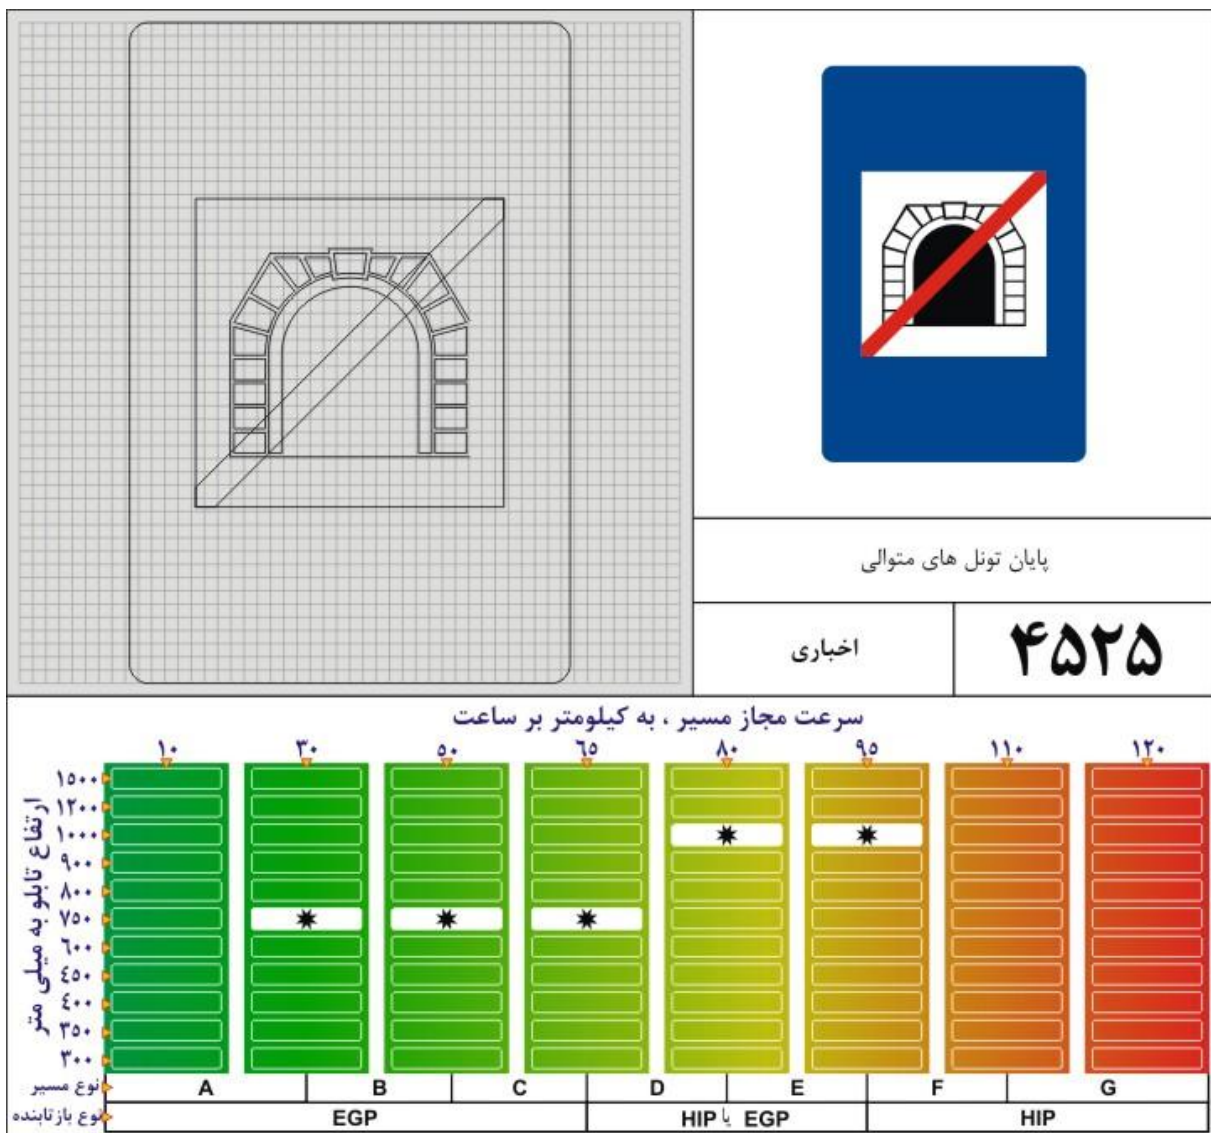 پایان تونل های متوالی
اخباری
۴۵۲۵
سرعت مجاز مسیر ، به کیلومتر بر ساعت
۱۰ ۳۰ ۵۰ ۶۵ ۸۰ ۹۵ ۱۱۰ ۱۲۰
ارتفاع تابلو به میلی متر
۱۵۰۰
۱۲۰۰
۱۰۰۰
۹۰۰
۸۰۰
۷۵۰
۶۰۰
٤٥۰
٤۰۰
۳۵۰
۳۰۰
نوع مسیر
A B C D E F G
نوع بازتابنده
EGP HIP یا EGP HIP